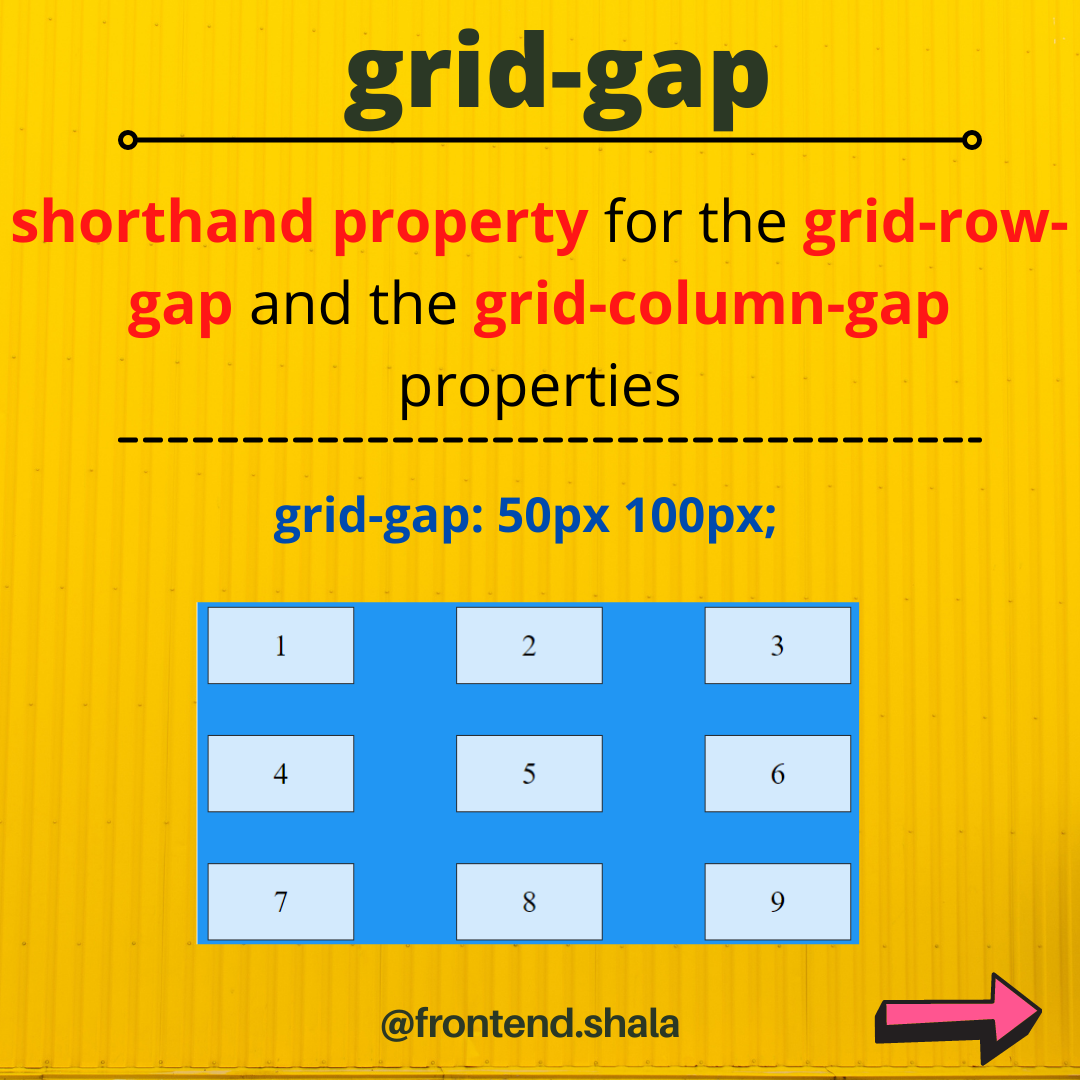 grid-gap
shorthand property for the grid-row-
gap and the grid-column-gap
properties
grid-gap: 50px 100px;
1 2 3
4 5 6
7 8 9
@frontend.shala